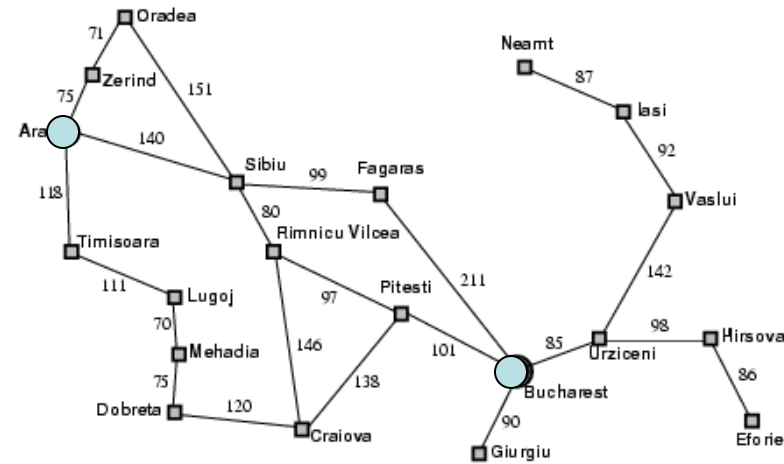 Oradea
71
Neamt
87
Zerind
75
151
Iasi
Ara
140
92
Sibiu
99
Fagaras
118
80
Vaslui
Timisoara
Rimnicu Vilcea
211
142
111
Lugoj
97
Pitesti
70
146
101
85
98
Hirsova
Mehadia
138
Urziceni
75
86
Bucharest
Dobreta
120
90
Craiova
Eforie
Giurgiu